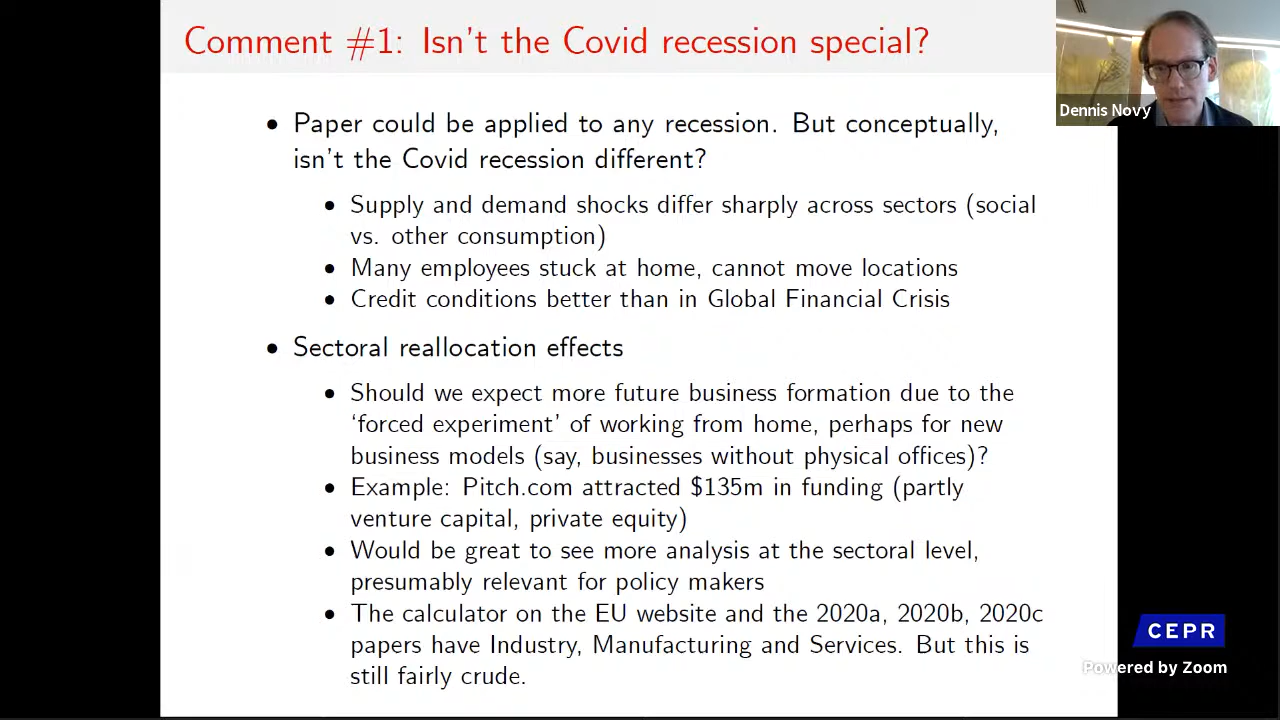 Comment #1: Isn't the Covid recession special?
Dennis Novy
• Paper could be applied to any recession. But conceptually,
isn't the Covid recession different?
• Supply and demand shocks differ sharply across sectors (social
vs. other consumption)
• Many employees stuck at home, cannot move locations
• Credit conditions better than in Global Financial Crisis
• Sectoral reallocation effects
• Should we expect more future business formation due to the
‘forced experiment’ of working from home, perhaps for new
business models (say, businesses without physical offices)?
• Example: Pitch.com attracted $135m in funding (partly
venture capital, private equity)
• Would be great to see more analysis at the sectoral level,
presumably relevant for policy makers
• The calculator on the EU website and the 2020a, 2020b, 2020c
papers have Industry, Manufacturing and Services. But this is
still fairly crude.
CEPR
Powered by Zoom